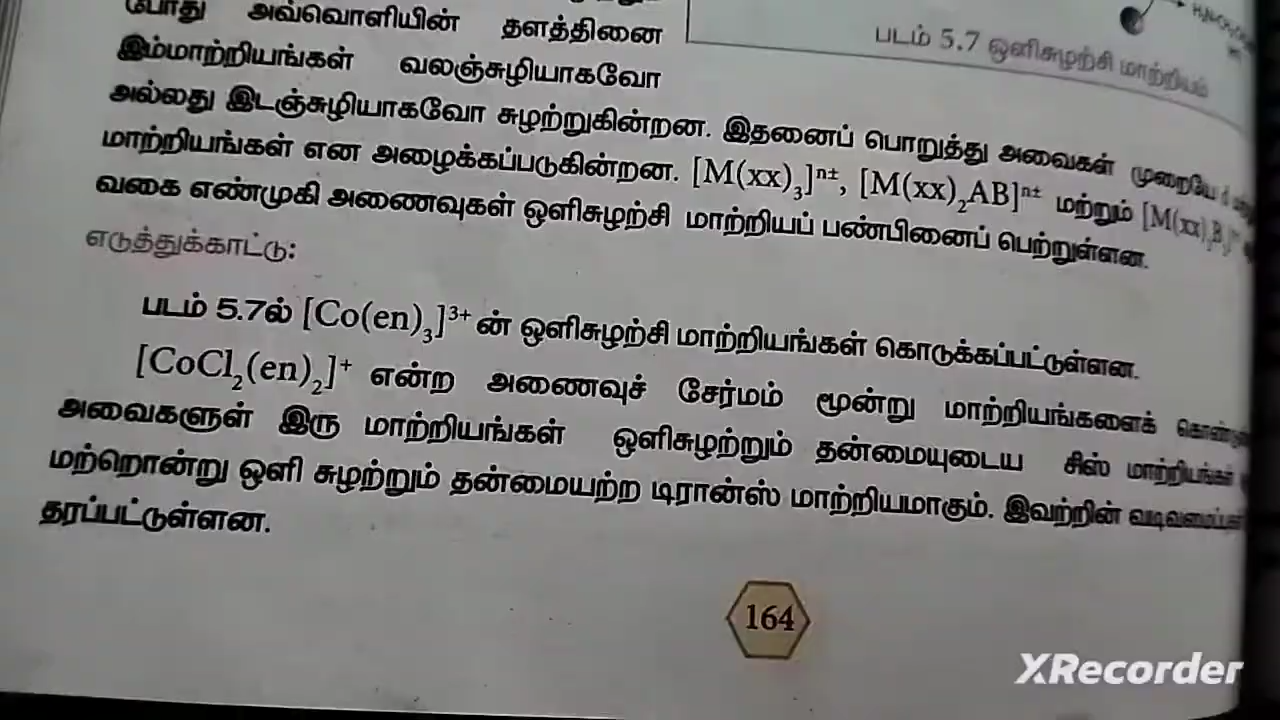 போது அவ்வொளியின் தளத்தினை
படம் 5.7 ஒளிசுழற்சி மாற்றியம்
இம்மாற்றியங்கள் வலஞ்சுழியாகவோ
அல்லது இடஞ்சுழியாகவோ சுழற்றுகின்றன. இதனைப் பொறுத்து அவைகள் முறையே d
மாற்றியங்கள் என அழைக்கப்படுகின்றன. [M(xx)₃]ⁿ±, [M(xx)₂AB]ⁿ± மற்றும்
வகை எண்முகி அணைவுகள் ஒளிசுழற்சி மாற்றியப் பண்பினைப் பெற்றுள்ளன.
எடுத்துக்காட்டு:
படம் 5.7ல் [Co(en)₃]³⁺ ன் ஒளிசுழற்சி மாற்றியங்கள் கொடுக்கப்பட்டுள்ளன.
[CoCl₂(en)₂]⁺ என்ற அணைவுச் சேர்மம் மூன்று மாற்றியங்களைக்
அவைகளுள் இரு மாற்றியங்கள் ஒளிசுழற்றும் தன்மையுடைய சிஸ் மாற்றியங்கள்
மற்றொன்று ஒளி சுழற்றும் தன்மையற்ற டிரான்ஸ் மாற்றியமாகும். இவற்றின்
தரப்பட்டுள்ளன.
164
XRecorder